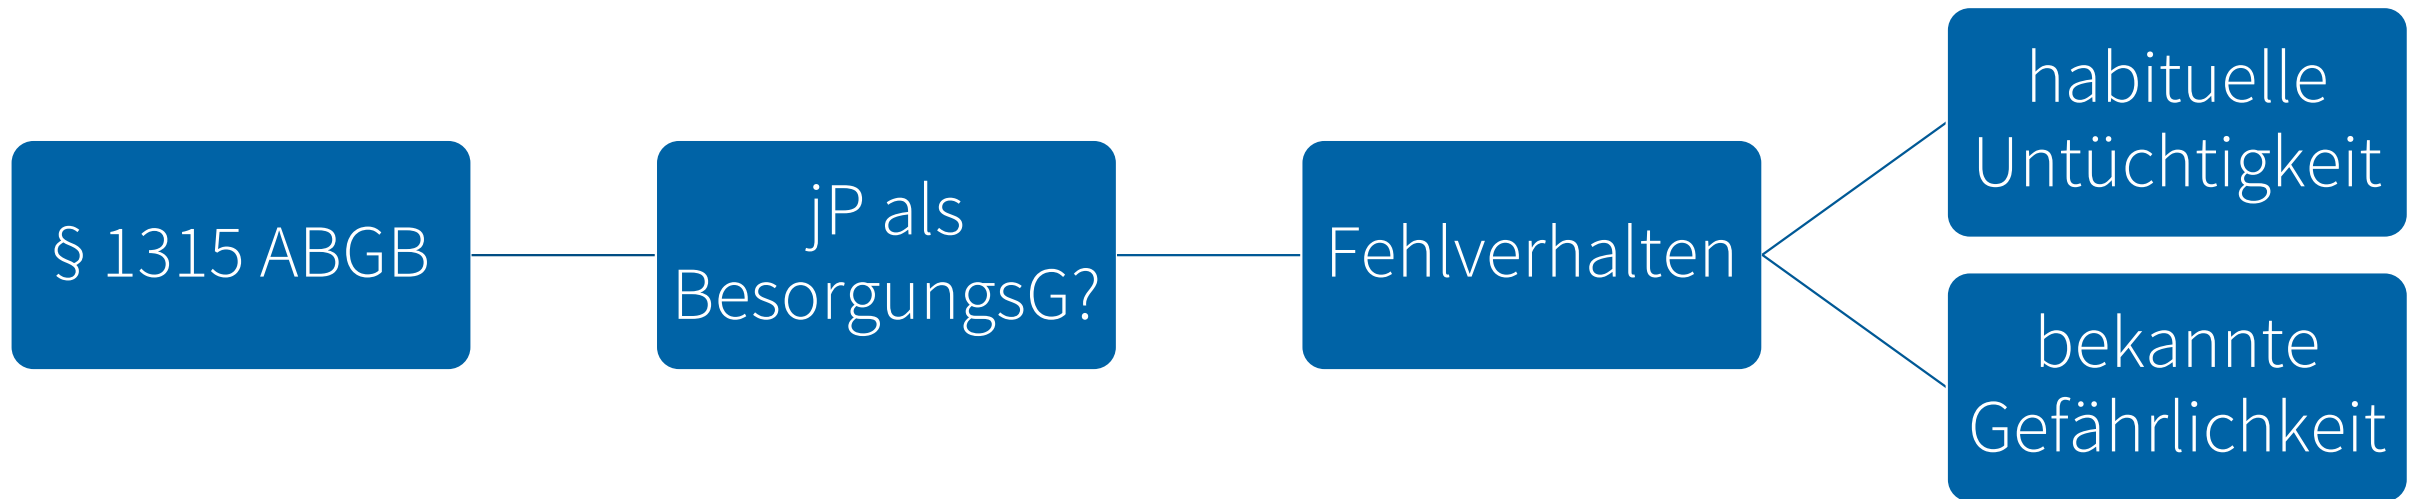 § 1315 ABGB
jP als
BesorgungsG?
Fehlverhalten
habituelle
Untüchtigkeit
bekannte
Gefährlichkeit